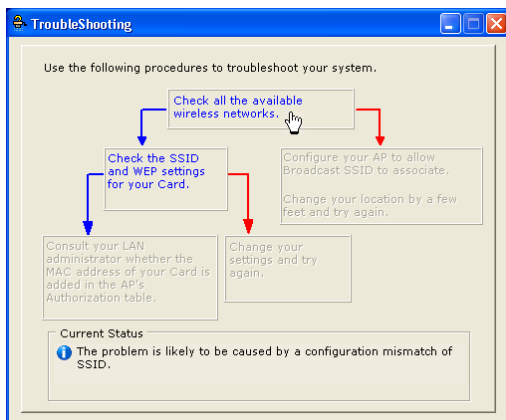 TroubleShooting
Use the following procedures to troubleshoot your system.
Check all the available
wireless networks.
Check the SSID
and WEP settings
for your Card.
Configure your AP to allow
Broadcast SSID to associate.
Change your location by a few
feet and try again.
Consult your LAN
administrator whether the
MAC address of your Card is
added in the AP's
Authorization table.
Change your
settings and try
again.
Current Status
The problem is likely to be caused by a configuration mismatch of
SSID.